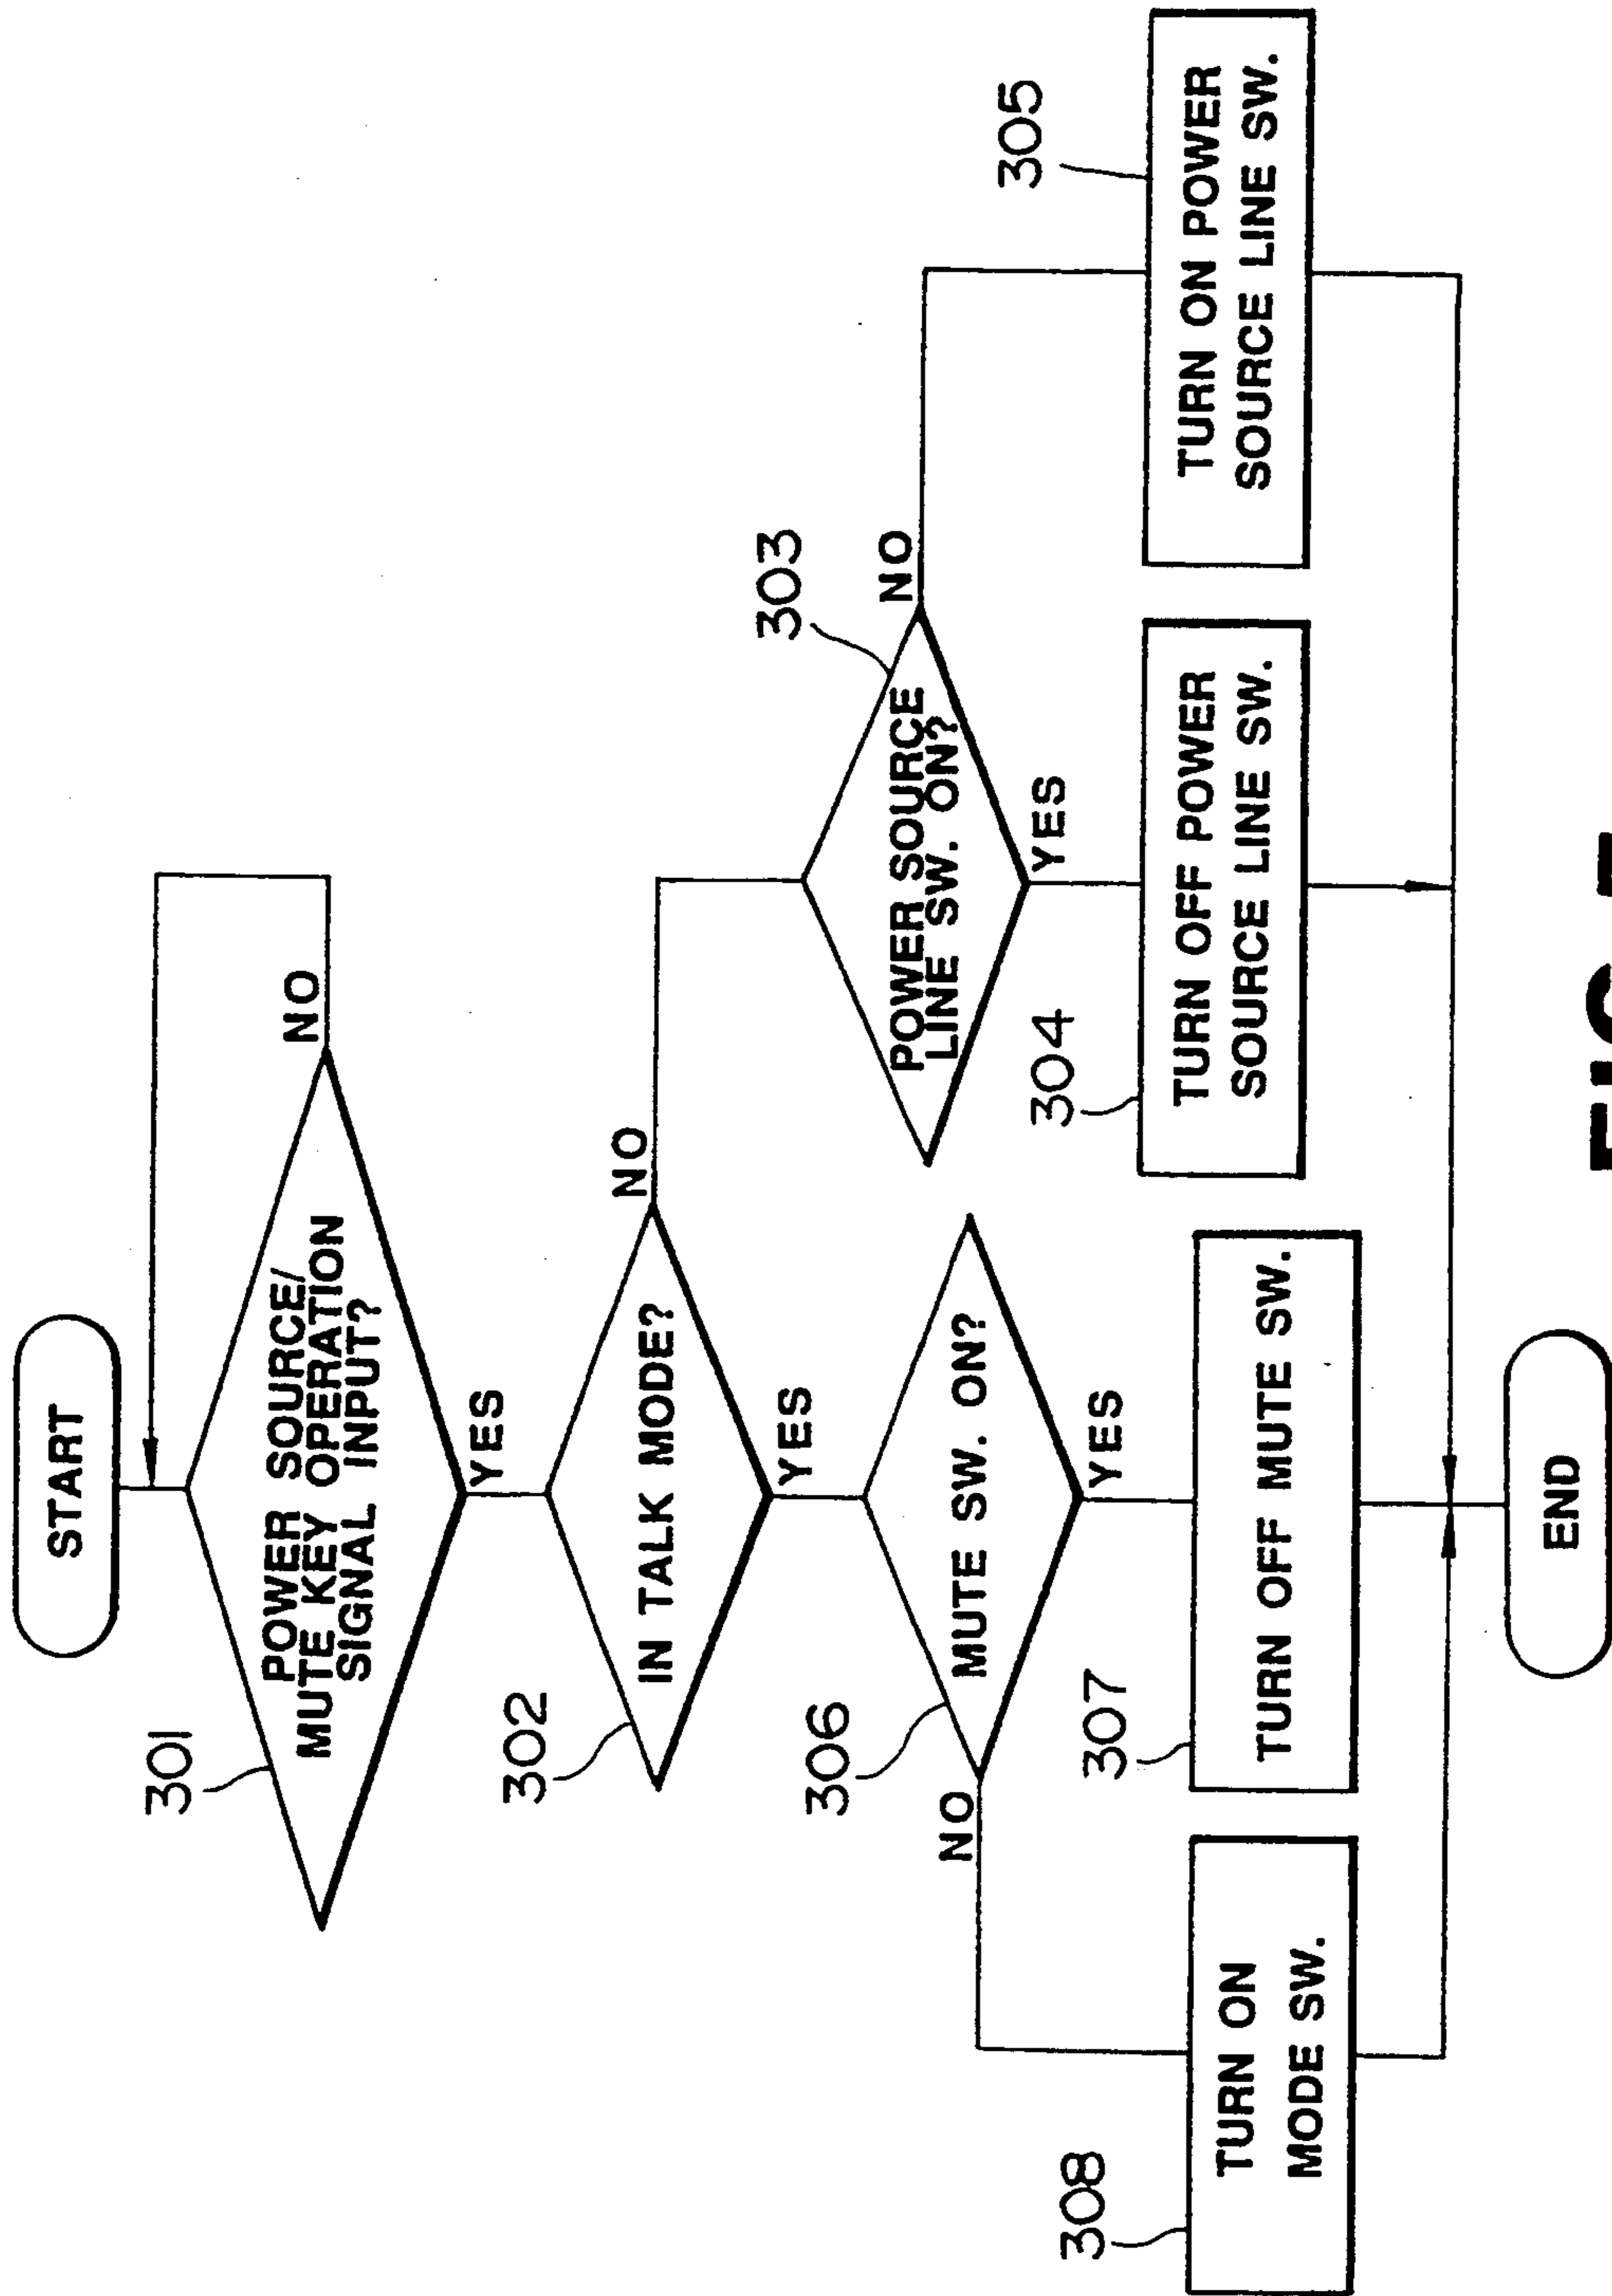 START
301
POWER SOURCE/
MUTE KEY OPERATION
SIGNAL INPUT?
NO
YES
302
IN TALK MODE?
NO
YES
303
POWER SOURCE
LINE SW. ON?
NO
YES
306
MUTE SW. ON?
NO
YES
308
TURN ON
MODE SW.
307
TURN OFF MUTE SW.
304
TURN OFF POWER
SOURCE LINE SW.
305
TURN ON POWER
SOURCE LINE SW.
END